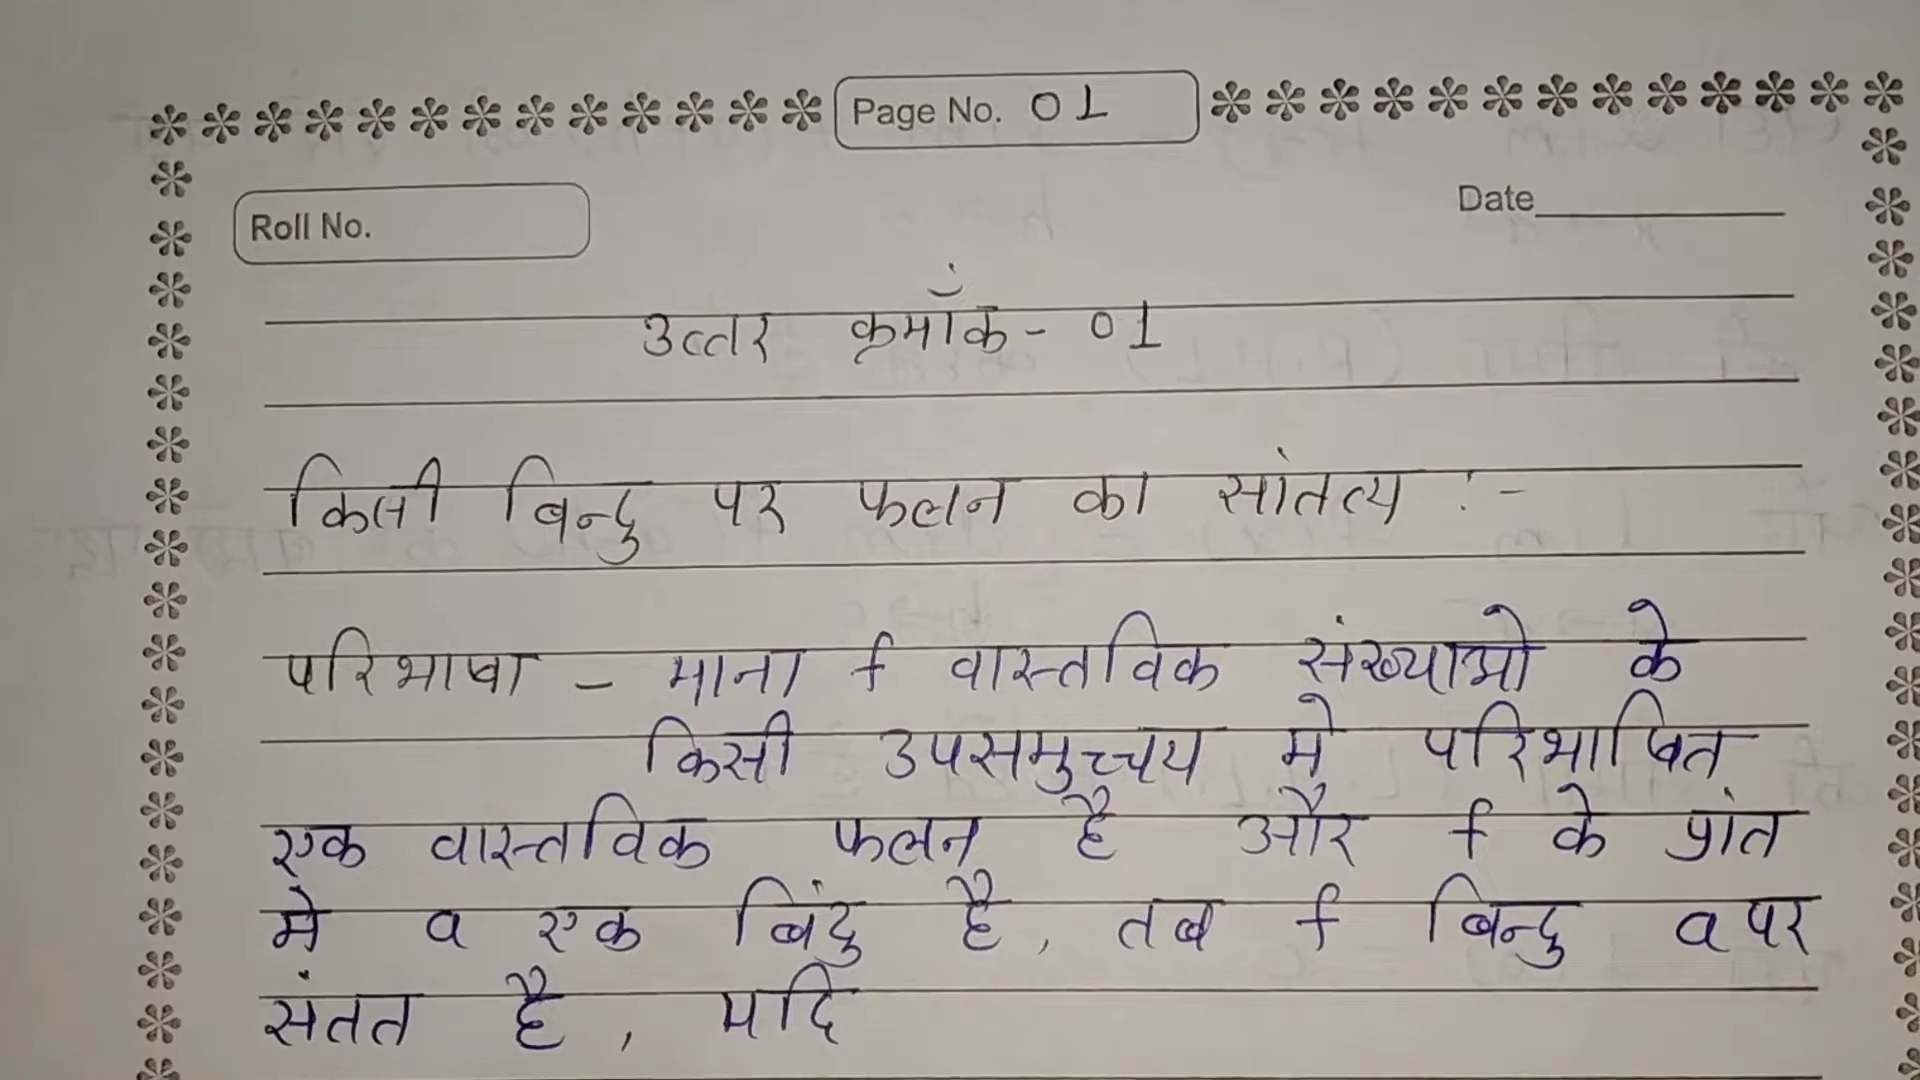 Page No. 01
Roll No.
Date
उत्तर क्रमाँक - 01
किसी बिन्दु पर फलन का सांतत्य :-
परिभाषा - माना f वास्तविक संख्याओ के
किसी उपसमुच्चय मे परिभाषित
एक वास्तविक फलन है और f के प्रांत
मे a एक बिंदु है, तब f बिन्दु a पर
संतत है, यदि